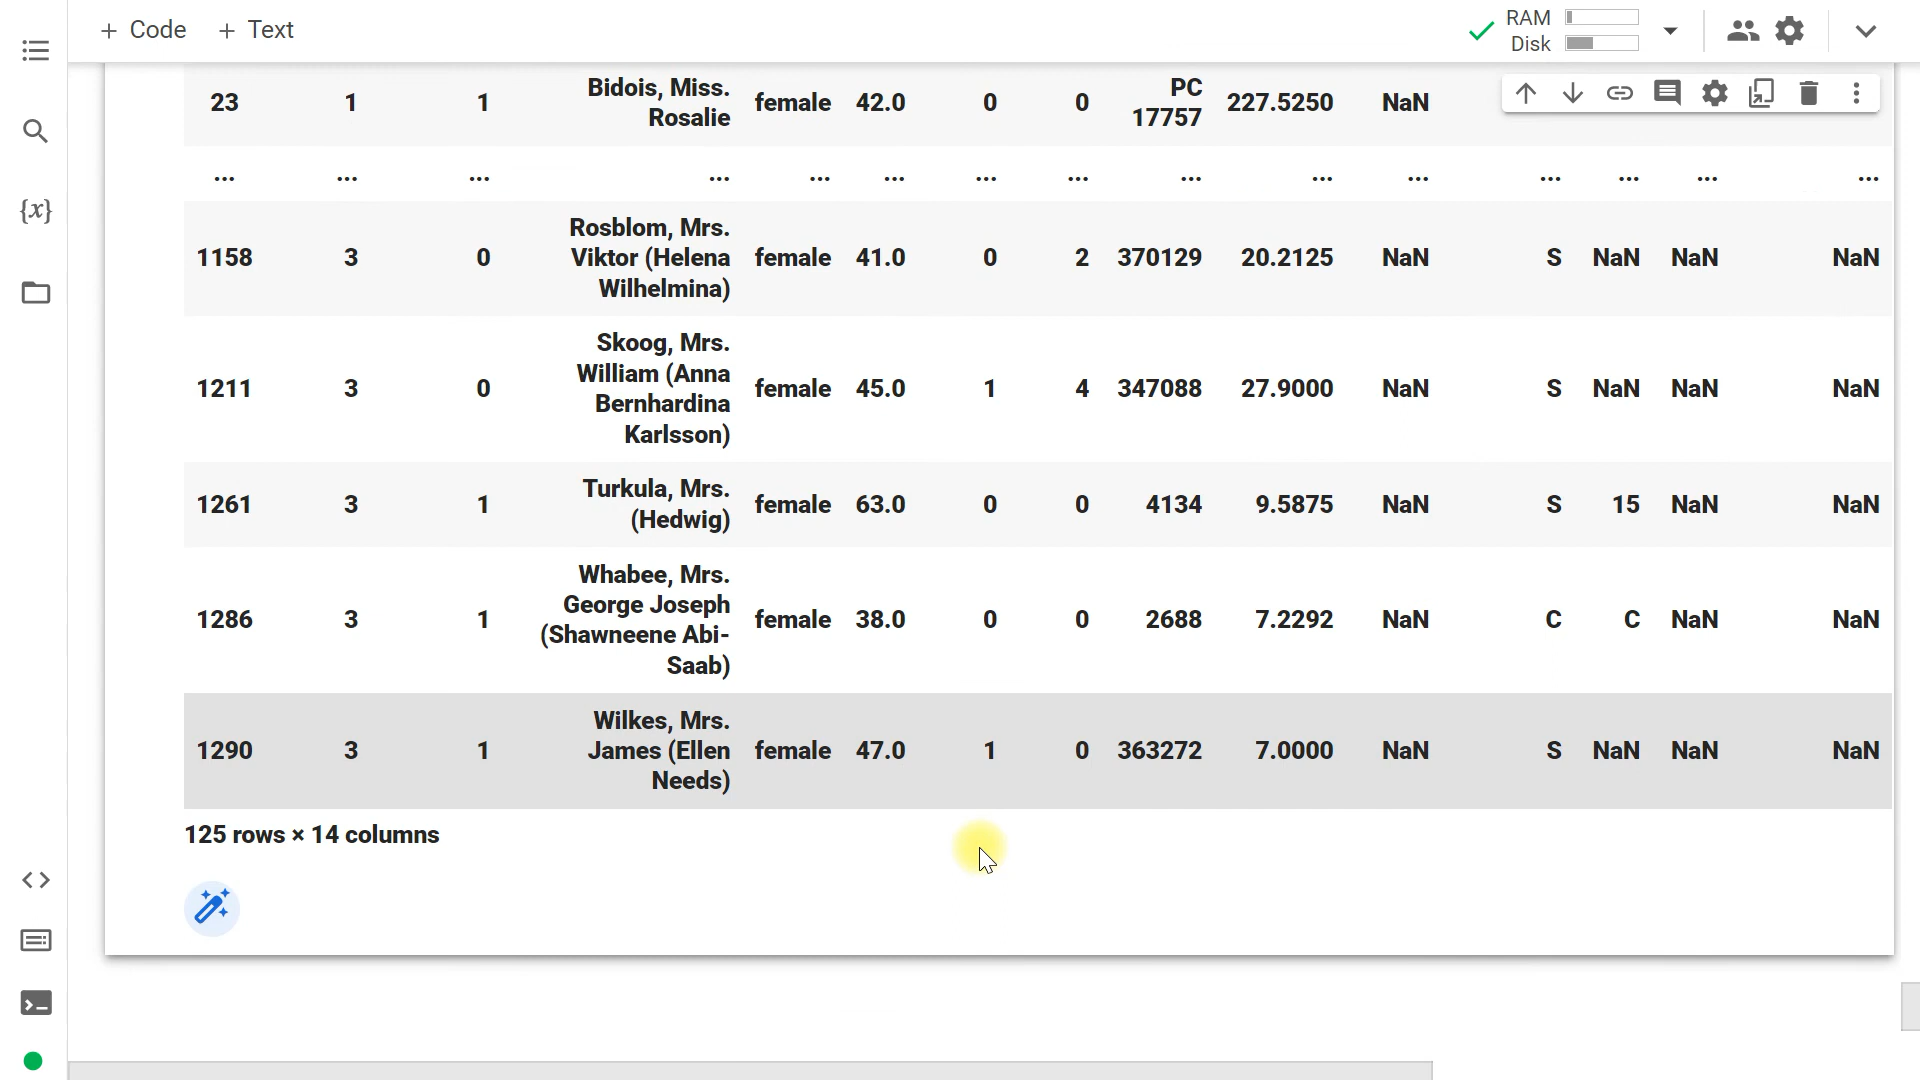 + Code + Text RAM
Disk
23 1 1 Bidois, Miss. Rosalie female 42.0 0 0 PC 17757 227.5250 NaN
... ... ... ... ... ... ... ... ... ... ... ... ... ... ...
1158 3 0 Rosblom, Mrs. Viktor (Helena Wilhelmina) female 41.0 0 2 370129 20.2125 NaN S NaN NaN NaN
1211 3 0 Skoog, Mrs. William (Anna Bernhardina Karlsson) female 45.0 1 4 347088 27.9000 NaN S NaN NaN NaN
1261 3 1 Turkula, Mrs. (Hedwig) female 63.0 0 0 4134 9.5875 NaN S 15 NaN NaN
1286 3 1 Whabee, Mrs. George Joseph (Shawneene Abi-Saab) female 38.0 0 0 2688 7.2292 NaN C C NaN NaN
1290 3 1 Wilkes, Mrs. James (Ellen Needs) female 47.0 1 0 363272 7.0000 NaN S NaN NaN NaN
125 rows × 14 columns